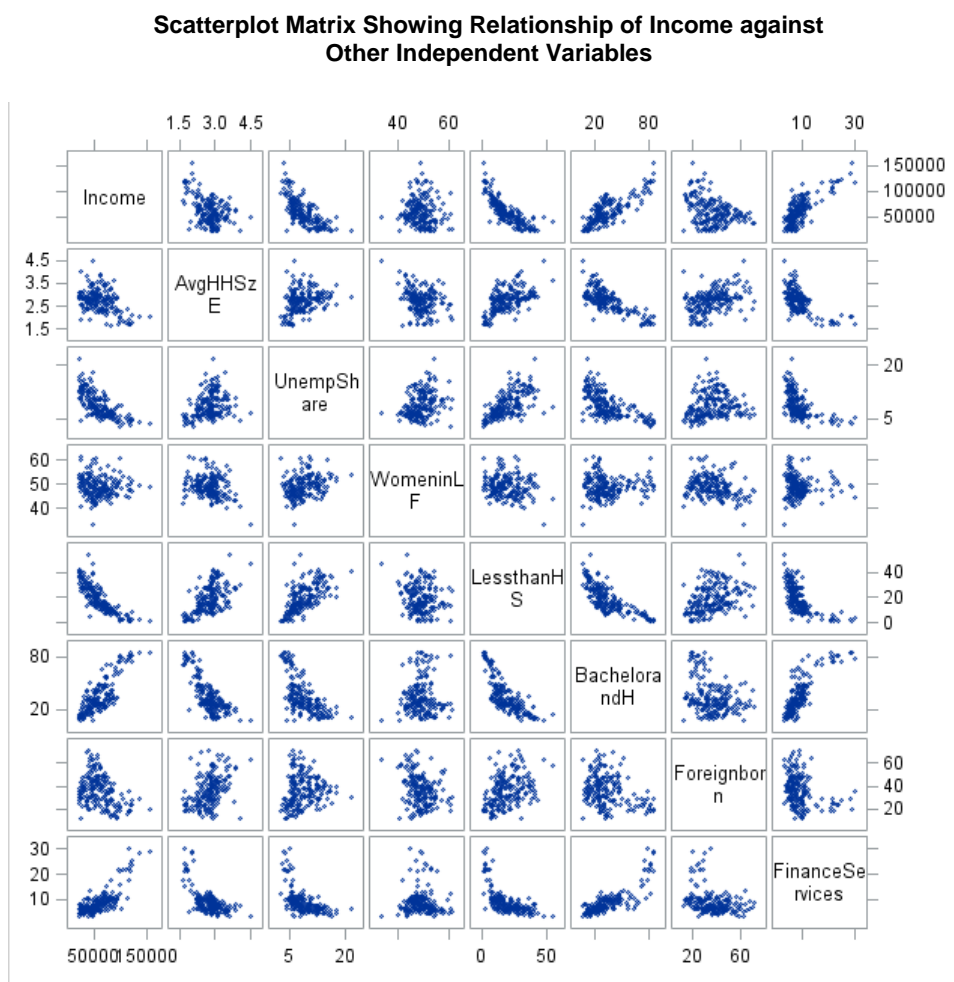 Scatterplot Matrix Showing Relationship of Income against
Other Independent Variables
1.5 3.0 4.5 40 60 20 80 10 30
Income
150000
100000
50000
4.5
3.5
2.5
1.5
AvgHHSz
E
UnempSh
are
20
5
60
50
40
WomeninL
F
LessthanH
S
40
20
0
80
20
Bachelora
ndH
Foreignbor
n
60
40
20
30
20
10
FinanceSe
rvices
50000 150000 5 20 0 50 20 60